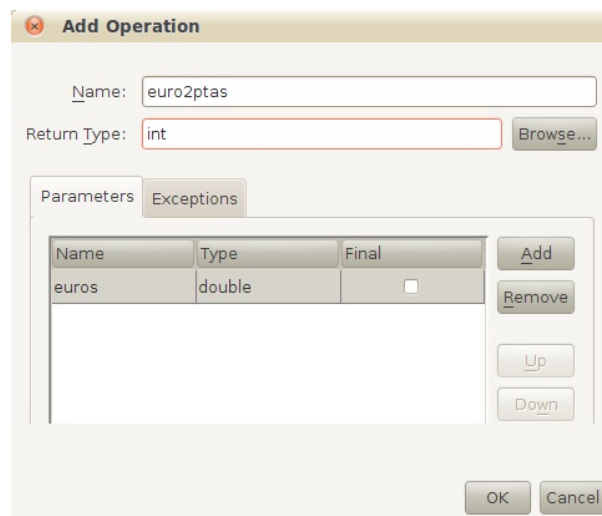 Add Operation
Name: euro2ptas
Return Type: int Browse...
Parameters Exceptions
Name Type Final Add
euros double Remove
Up
Down
OK Cancel